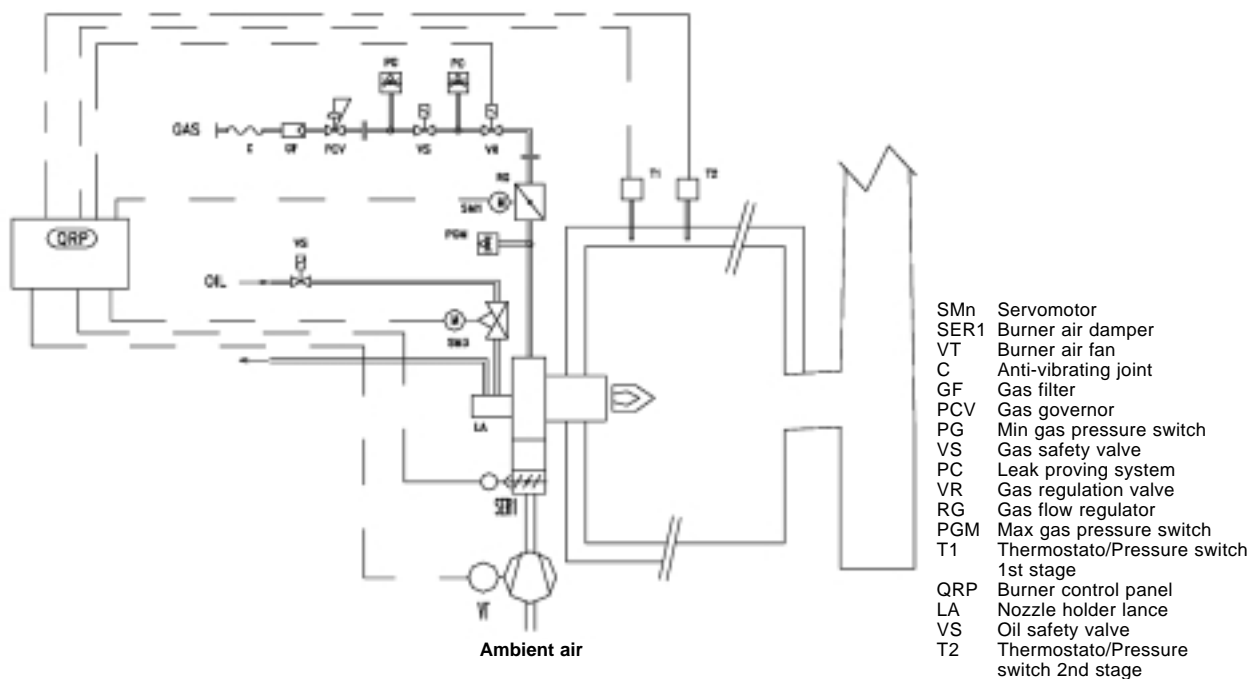 PG
PC
GAS
C
GF
PCV
VS
VR
RG
T1
T2
SM1
QRP
PGM
VS
OIL
SM3
LA
SER1
VT
Ambient air
SMn Servomotor
SER1 Burner air damper
VT Burner air fan
C Anti-vibrating joint
GF Gas filter
PCV Gas governor
PG Min gas pressure switch
VS Gas safety valve
PC Leak proving system
VR Gas regulation valve
RG Gas flow regulator
PGM Max gas pressure switch
T1 Thermostato/Pressure switch
1st stage
QRP Burner control panel
LA Nozzle holder lance
VS Oil safety valve
T2 Thermostato/Pressure
switch 2nd stage